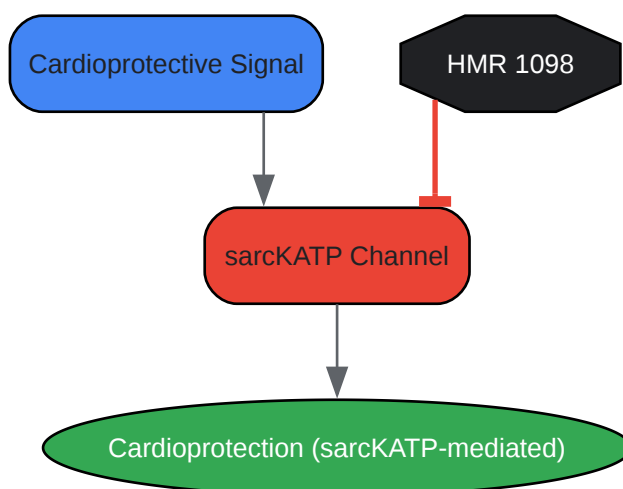 Cardioprotective Signal
HMR 1098
sarcKATP Channel
Cardioprotection (sarcKATP-mediated)